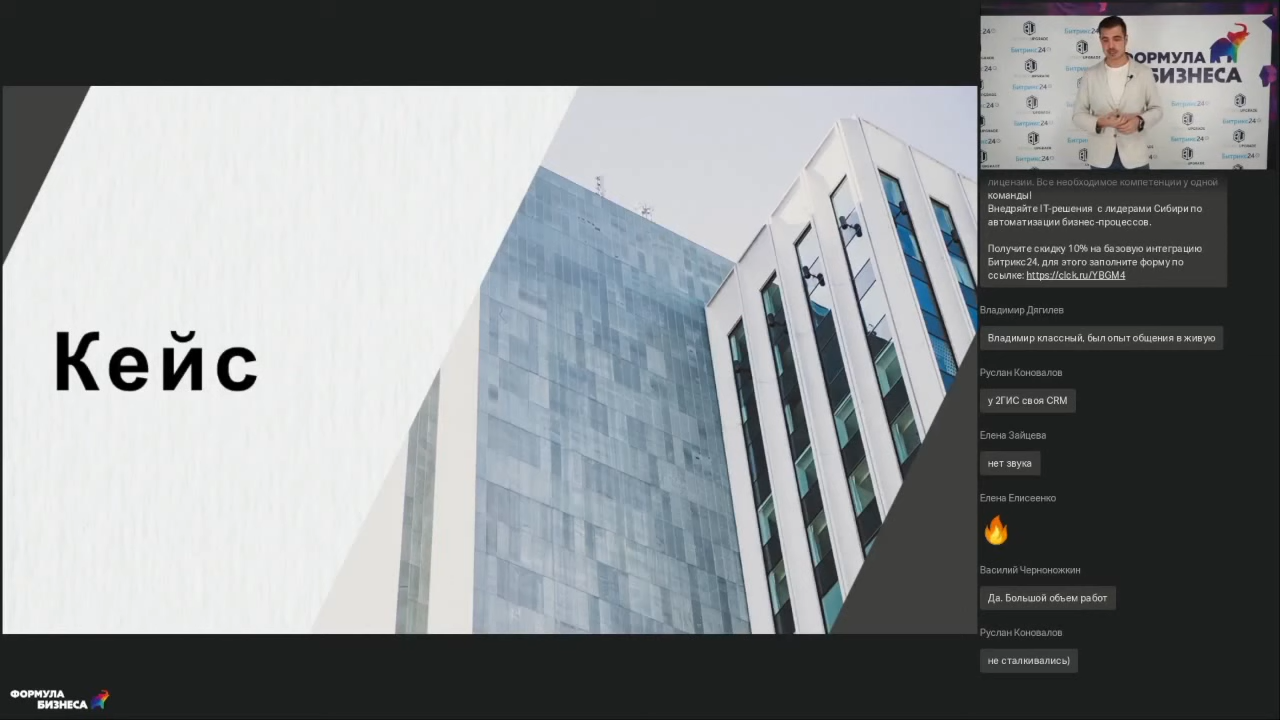 Кейс
ФОРМУЛА
БИЗНЕСА
Битрикс24
ФОРМУЛА
БИЗНЕСА
лицензии. Все необходимое компетенции у одной
команды!
Внедряйте IT-решения с лидерами Сибири по
автоматизации бизнес-процессов.
Получите скидку 10% на базовую интеграцию
Битрикс24, для этого заполните форму по
ссылке: https://clck.ru/YBGM4
Владимир Дягилев
Владимир классный, был опыт общения в живую
Руслан Коновалов
у 2ГИС своя CRM
Елена Зайцева
нет звука
Елена Елисеенко
Василий Черноножкин
Да. Большой объем работ
Руслан Коновалов
не сталкивались)